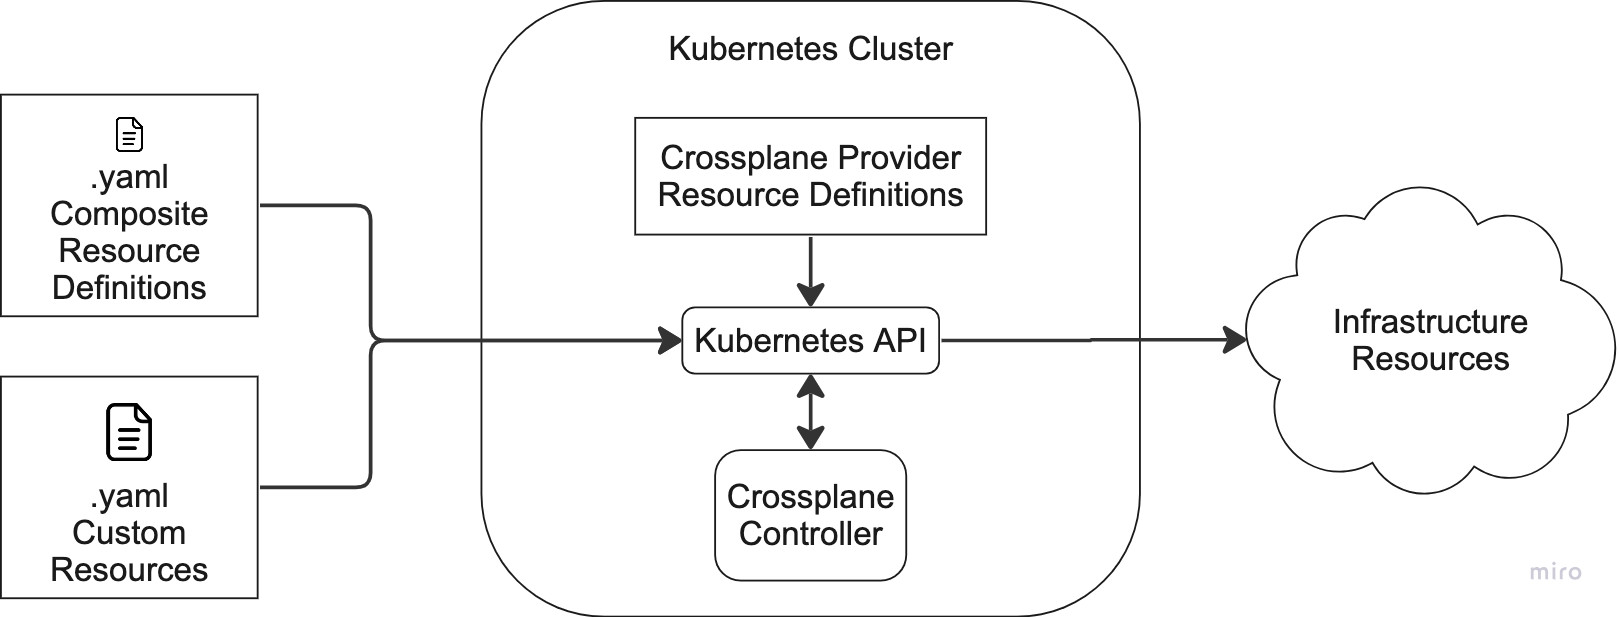 Kubernetes Cluster
.yaml
Composite
Resource
Definitions
.yaml
Custom
Resources
Crossplane Provider
Resource Definitions
Kubernetes API
Crossplane
Controller
Infrastructure
Resources
miro